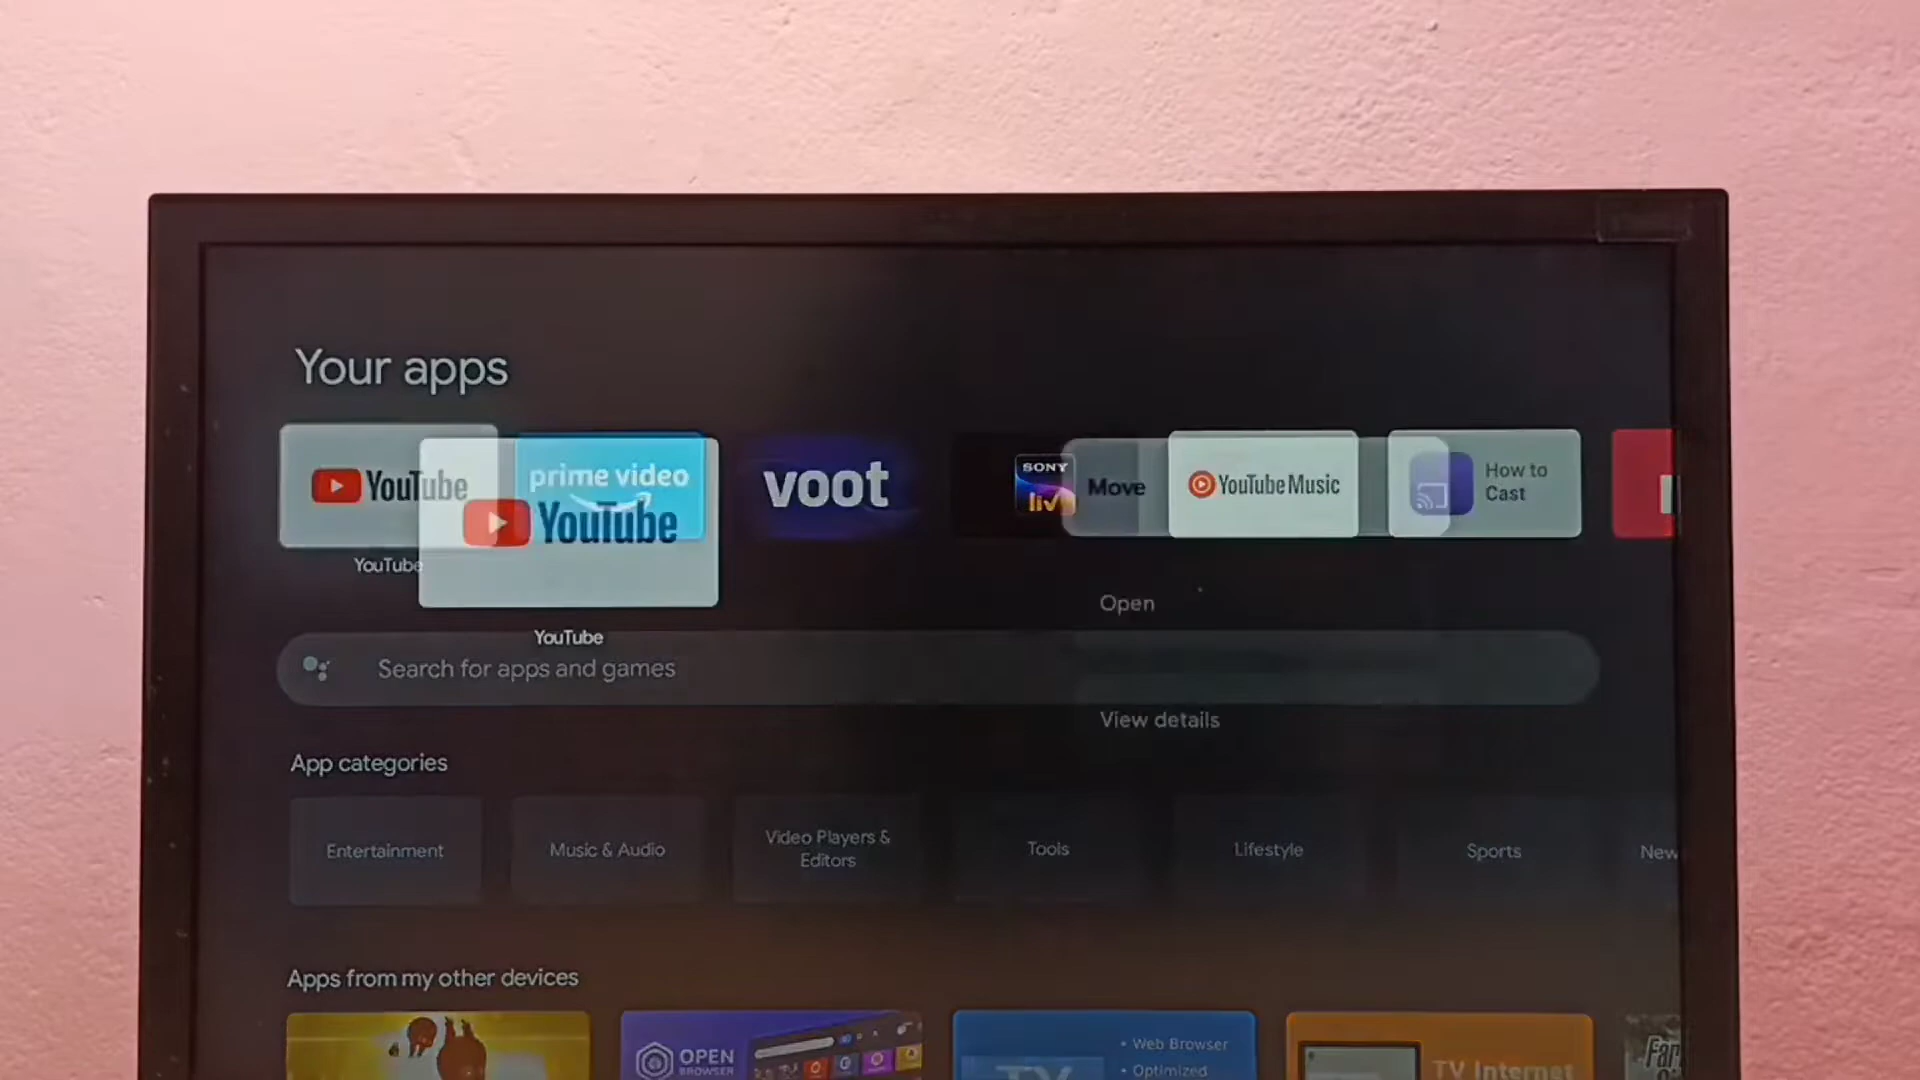 Your apps
YouTube
prime video
YouTube
voot
SONY
liv
Move
YouTube Music
How to
Cast
YouTube
Open
YouTube
Search for apps and games
View details
App categories
Entertainment
Music & Audio
Video Players &
Editors
Tools
Lifestyle
Sports
Apps from my other devices
OPEN
BROWSER
• Web Browser
• Optimized
TV Internet